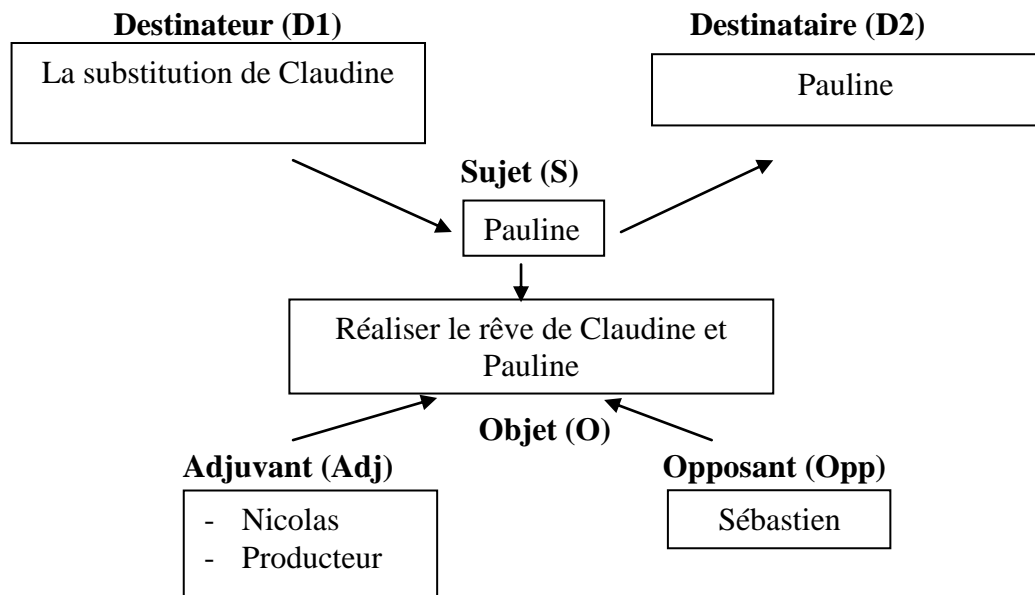 Destinateur (D1)
Destinataire (D2)
La substitution de Claudine
Pauline
Sujet (S)
Pauline
Réaliser le rêve de Claudine et
Pauline
Objet (O)
Adjuvant (Adj)
Opposant (Opp)
- Nicolas
- Producteur
Sébastien